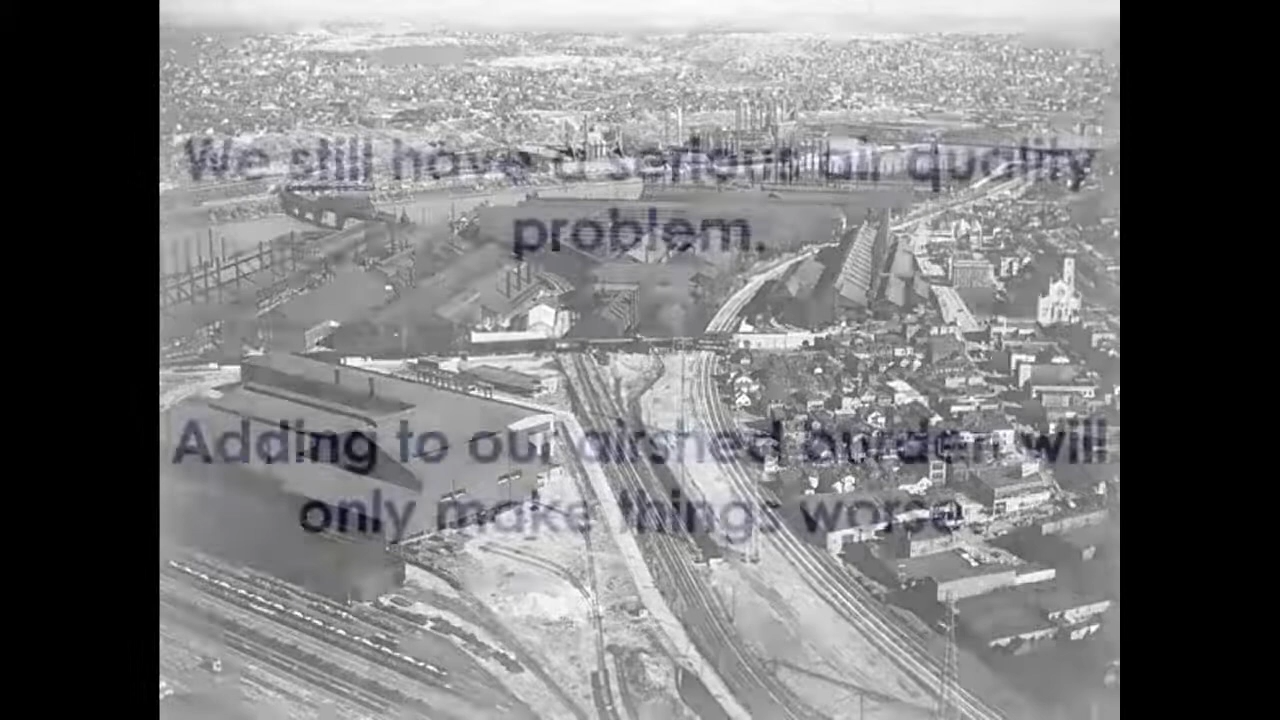 We still have a serious air quality
problem.
Adding to our airshed burden will
only make things worse.